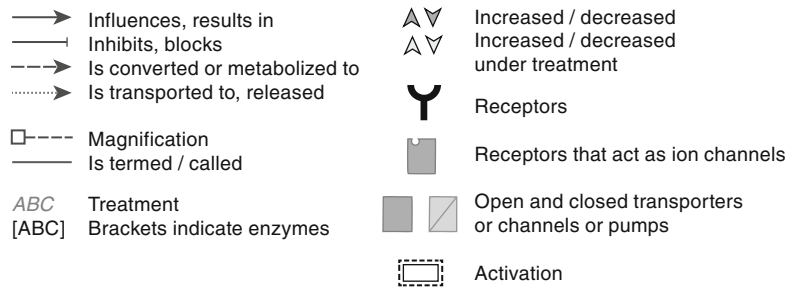 Influences, results in
Inhibits, blocks
Is converted or metabolized to
Is transported to, released
Magnification
Is termed / called
ABC Treatment
[ABC] Brackets indicate enzymes
Increased / decreased
Increased / decreased
under treatment
Receptors
Receptors that act as ion channels
Open and closed transporters
or channels or pumps
Activation